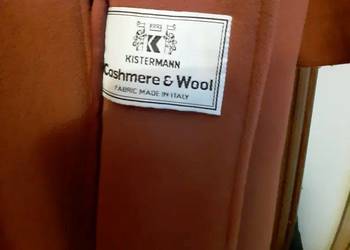 K
KISTERMANN
Cashmere & Wool
FABRIC MADE IN ITALY